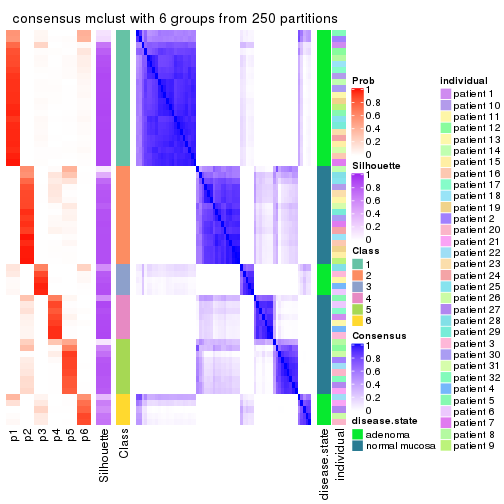 consensus mclust with 6 groups from 250 partitions
Prob
1
0.8
0.6
0.4
0.2
0
Silhouette
1
0.8
0.6
0.4
0.2
0
Class
1
2
3
4
5
6
Consensus
1
0.8
0.6
0.4
0.2
0
disease.state
adenoma
normal mucosa
individual
patient 1
patient 10
patient 11
patient 12
patient 13
patient 14
patient 15
patient 16
patient 17
patient 18
patient 19
patient 2
patient 20
patient 21
patient 22
patient 23
patient 24
patient 25
patient 26
patient 27
patient 28
patient 29
patient 3
patient 30
patient 31
patient 32
patient 4
patient 5
patient 6
patient 7
patient 8
patient 9
p1
p2
p3
p4
p5
p6
Silhouette
Class
disease.state
individual